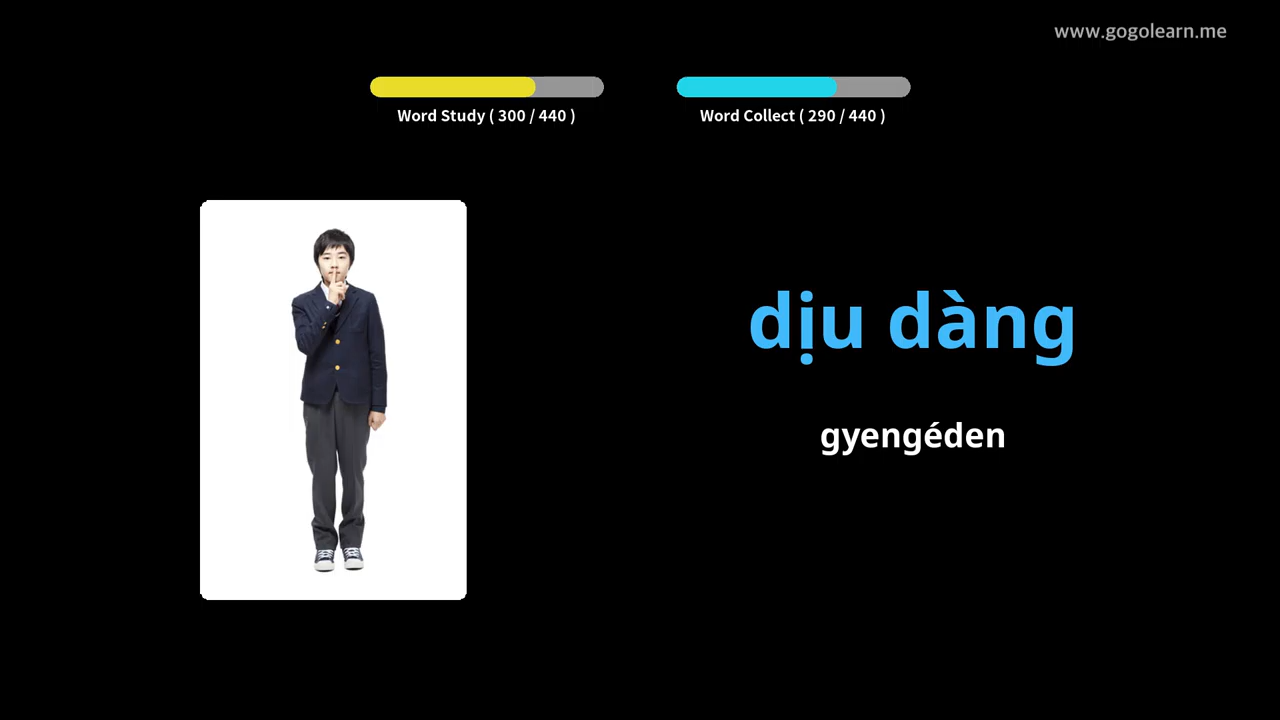 www.gogolearn.me
Word Study ( 300 / 440 )
Word Collect ( 290 / 440 )
dịu dàng
gyengéden